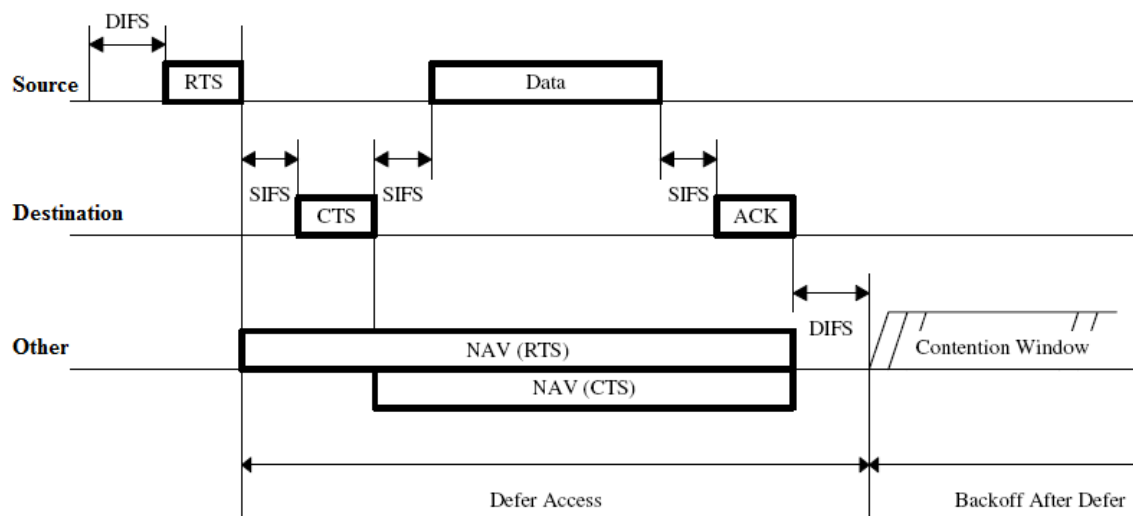 DIFS
Source
RTS
Data
SIFS
SIFS
SIFS
Destination
CTS
ACK
DIFS
Other
NAV (RTS)
Contention Window
NAV (CTS)
Defer Access
Backoff After Defer